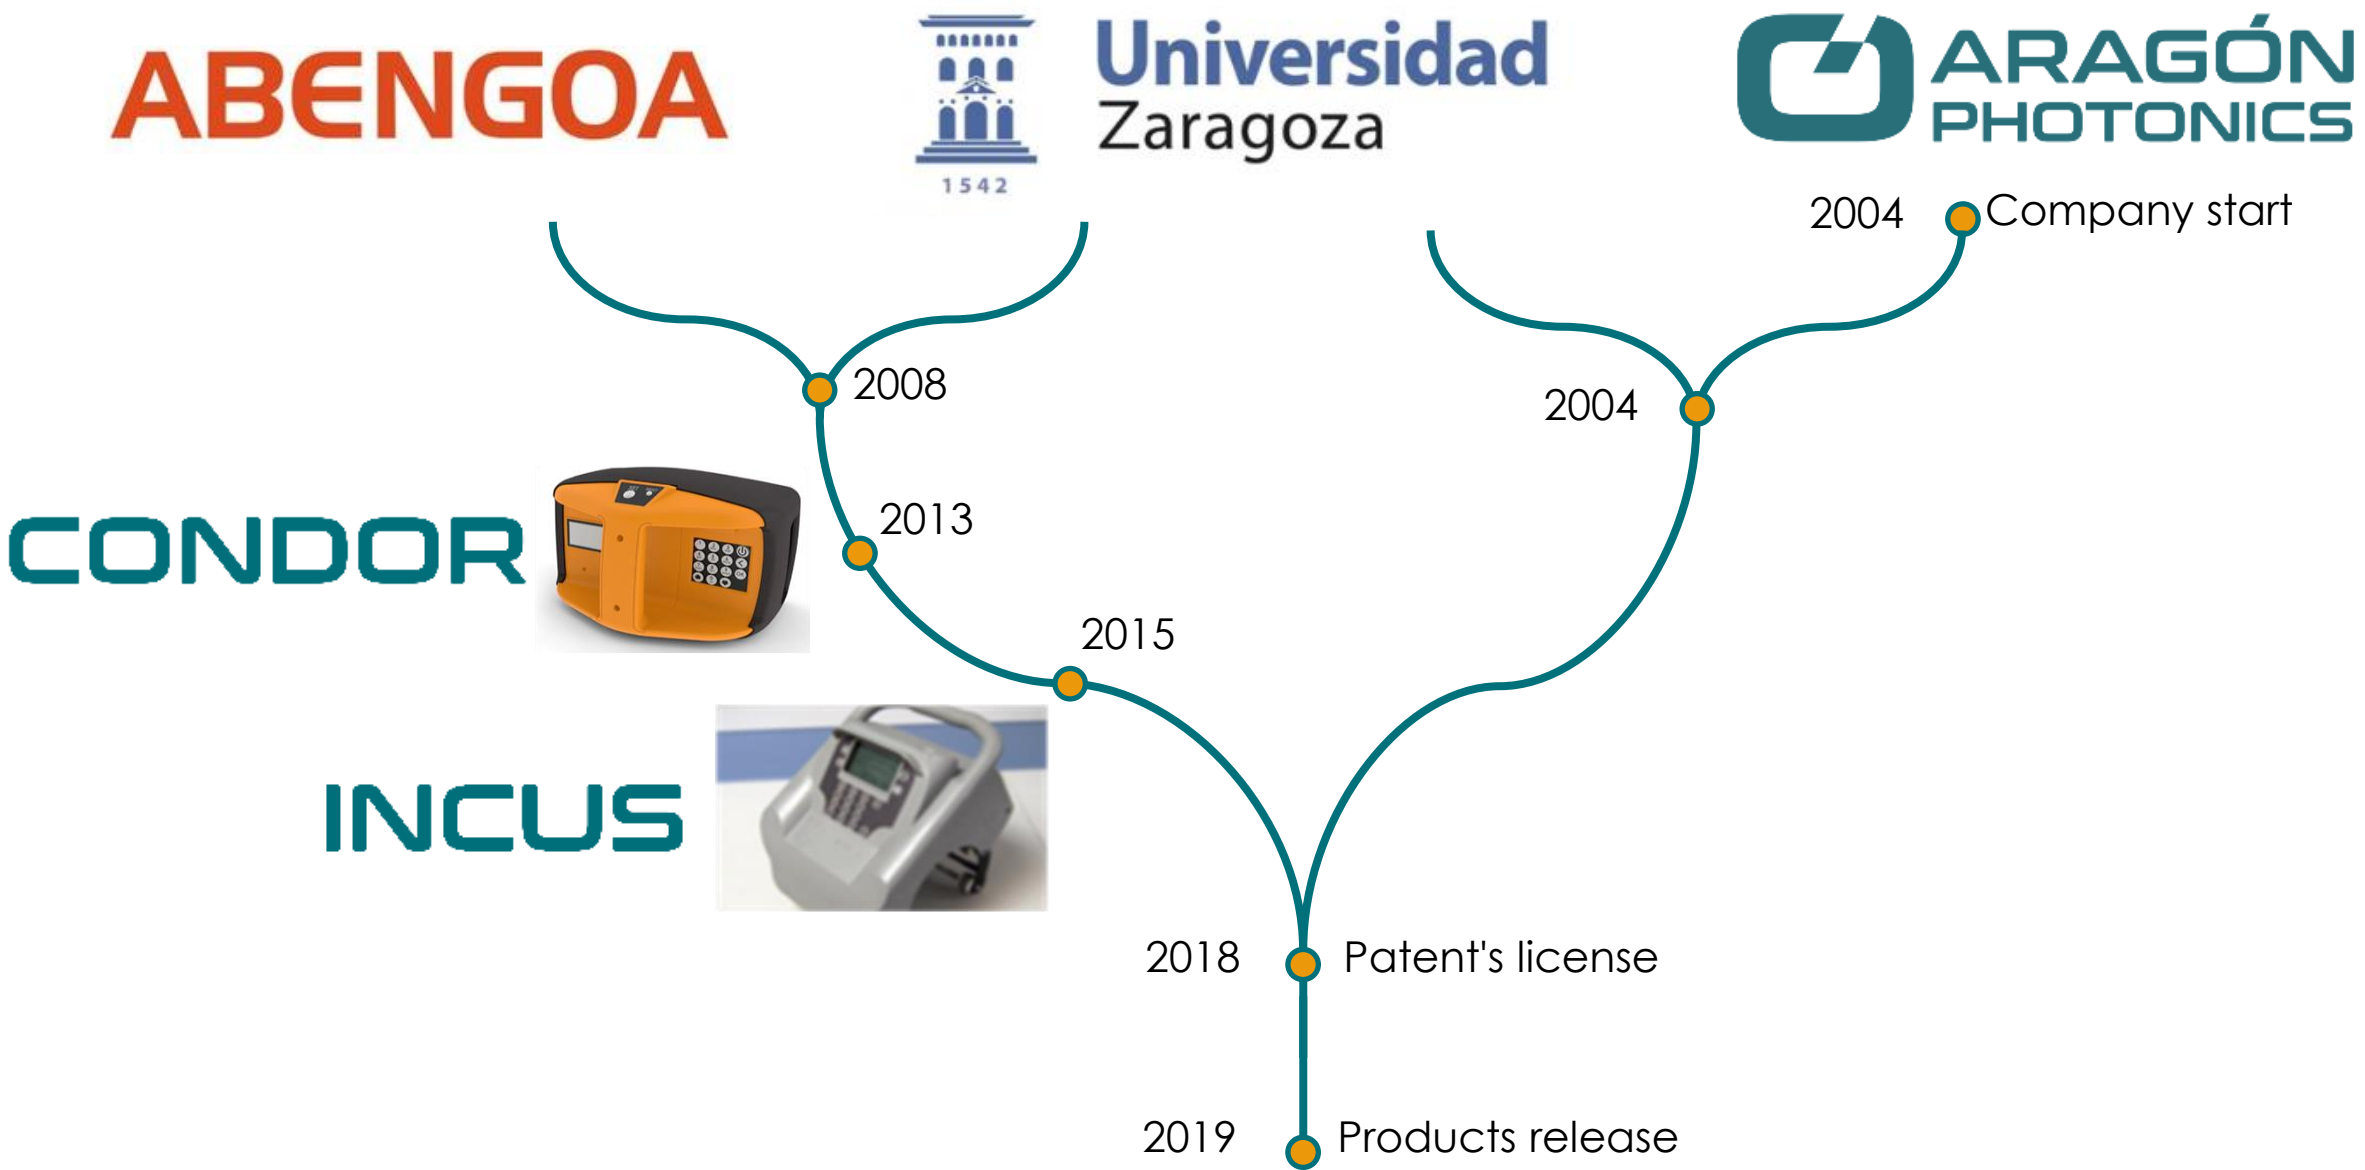 ABENGOA
1542
Universidad
Zaragoza
ARAGÓN
PHOTONICS
2004 Company start
2008
2004
2013
CONDOR
2015
INCUS
2018 Patent's license
2019 Products release